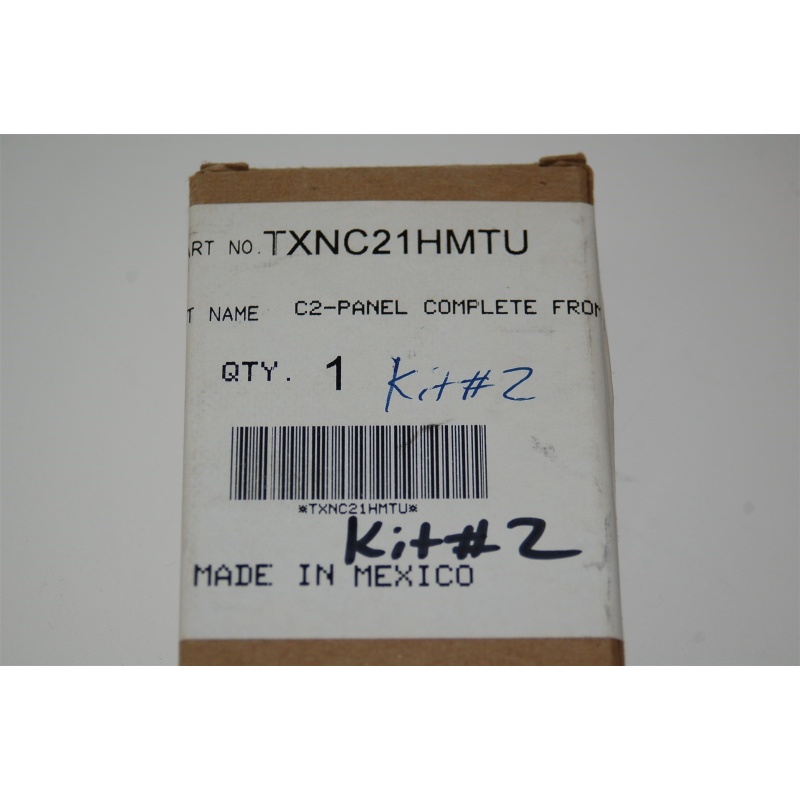 ART NO. TXNC21HMTU
T NAME C2-PANEL COMPLETE FRON
QTY. 1 Kit#2
*TXNC21HMTU*
Kit#2
MADE IN MEXICO